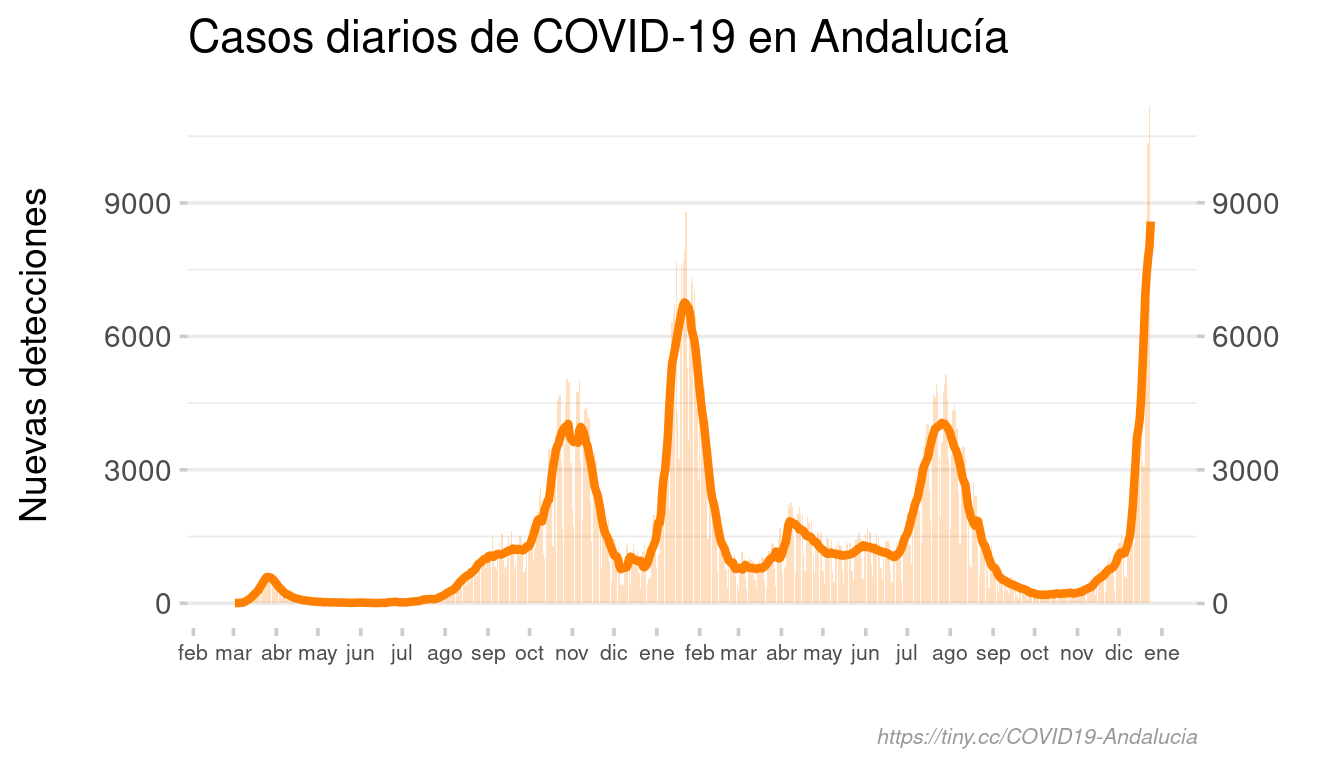 Casos diarios de COVID-19 en Andalucía
Nuevas detecciones
9000 9000
6000 6000
3000 3000
0 0
feb mar abr may jun jul ago sep oct nov dic ene feb mar abr may jun jul ago sep oct nov dic ene
https://tiny.cc/COVID19-Andalucia